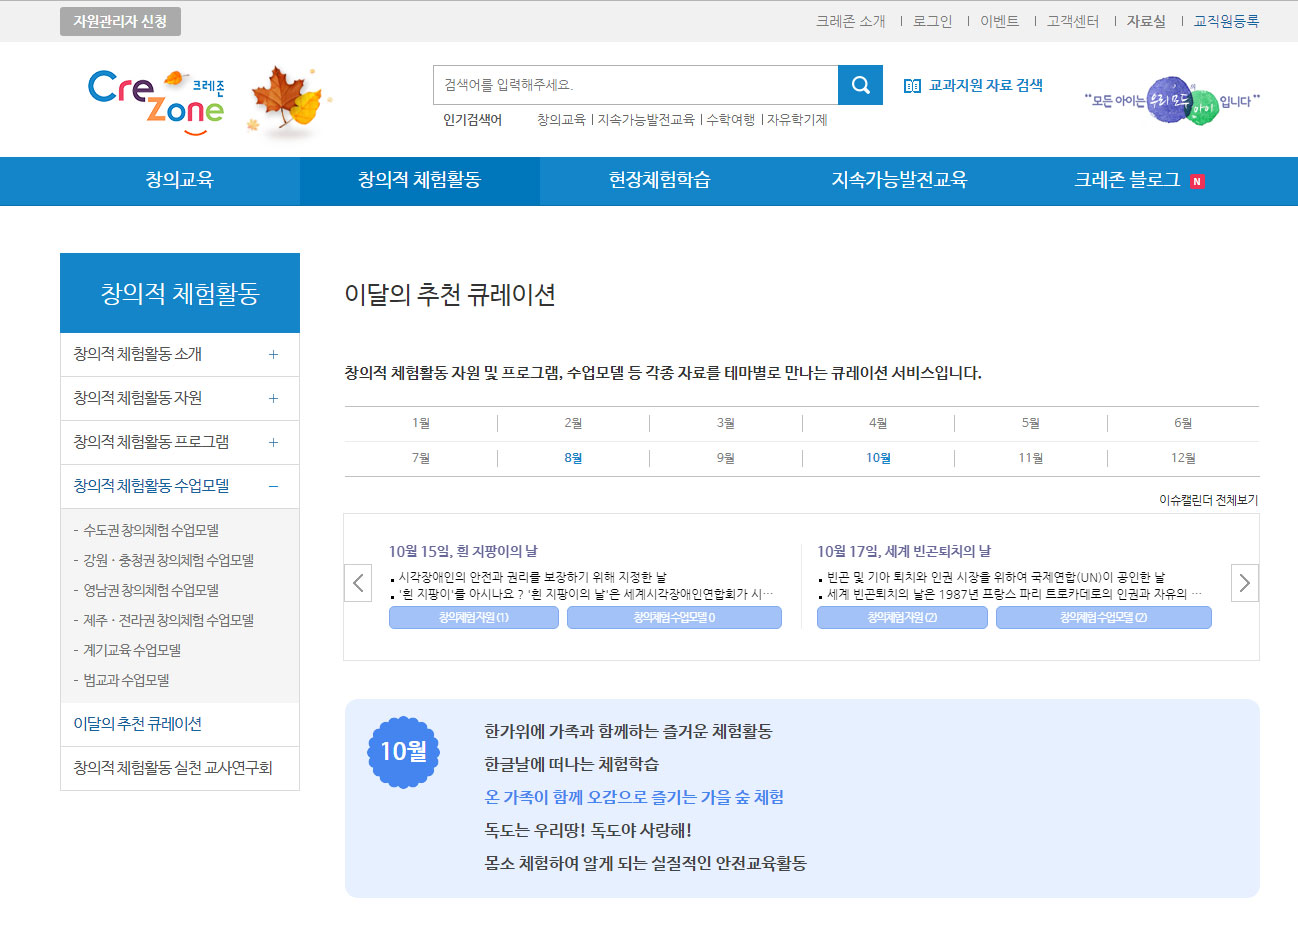 자원관리자 신청
크레존 소개 | 로그인 | 이벤트 | 고객센터 | 자료실 | 교직원등록
CreZone 크레존
검색어를 입력해주세요.
교과지원 자료 검색
"모든 아이는 우리 모두의 아이 입니다"
인기검색어 창의교육 | 지속가능발전교육 | 수학여행 | 자유학기제
창의교육 창의적 체험활동 현장체험학습 지속가능발전교육 크레존 블로그 N
창의적 체험활동
창의적 체험활동 소개 +
창의적 체험활동 자원 +
창의적 체험활동 프로그램 +
창의적 체험활동 수업모델 −
- 수도권 창의체험 수업모델
- 강원ㆍ충청권 창의체험 수업모델
- 영남권 창의체험 수업모델
- 제주ㆍ전라권 창의체험 수업모델
- 계기교육 수업모델
- 범교과 수업모델
이달의 추천 큐레이션
창의적 체험활동 실천 교사연구회
이달의 추천 큐레이션
창의적 체험활동 자원 및 프로그램, 수업모델 등 각종 자료를 테마별로 만나는 큐레이션 서비스입니다.
1월 2월 3월 4월 5월 6월
7월 8월 9월 10월 11월 12월
이슈캘린더 전체보기
10월 15일, 흰 지팡이의 날
시각장애인의 안전과 권리를 보장하기 위해 지정한 날
'흰 지팡이'를 아시나요 ? '흰 지팡이의 날'은 세계시각장애인연합회가 시…
창의체험 자원 (1) 창의체험 수업모델 ()
10월 17일, 세계 빈곤퇴치의 날
빈곤 및 기아 퇴치와 인권 시장을 위하여 국제연합(UN)이 공인한 날
세계 빈곤퇴치의 날은 1987년 프랑스 파리 트로카데로의 인권과 자유의 …
창의체험 자원 (2) 창의체험 수업모델 (2)
10월
한가위에 가족과 함께하는 즐거운 체험활동
한글날에 떠나는 체험학습
온 가족이 함께 오감으로 즐기는 가을 숲 체험
독도는 우리땅! 독도야 사랑해!
몸소 체험하여 알게 되는 실질적인 안전교육활동